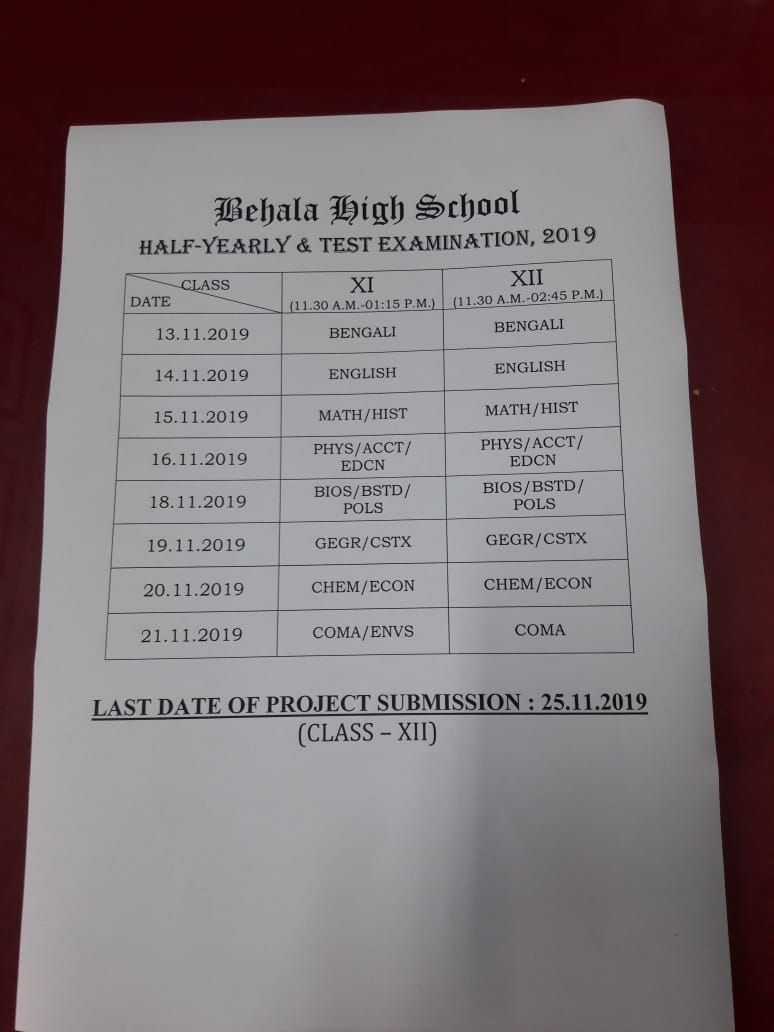 Behala High School
HALF-YEARLY & TEST EXAMINATION, 2019
CLASS
DATE
XI
(11.30 A.M.-01:15 P.M.)
XII
(11.30 A.M.-02:45 P.M.)
13.11.2019 BENGALI BENGALI
14.11.2019 ENGLISH ENGLISH
15.11.2019 MATH/HIST MATH/HIST
16.11.2019 PHYS/ACCT/ EDCN PHYS/ACCT/ EDCN
18.11.2019 BIOS/BSTD/ POLS BIOS/BSTD/ POLS
19.11.2019 GEGR/CSTX GEGR/CSTX
20.11.2019 CHEM/ECON CHEM/ECON
21.11.2019 COMA/ENVS COMA
LAST DATE OF PROJECT SUBMISSION : 25.11.2019
(CLASS – XII)